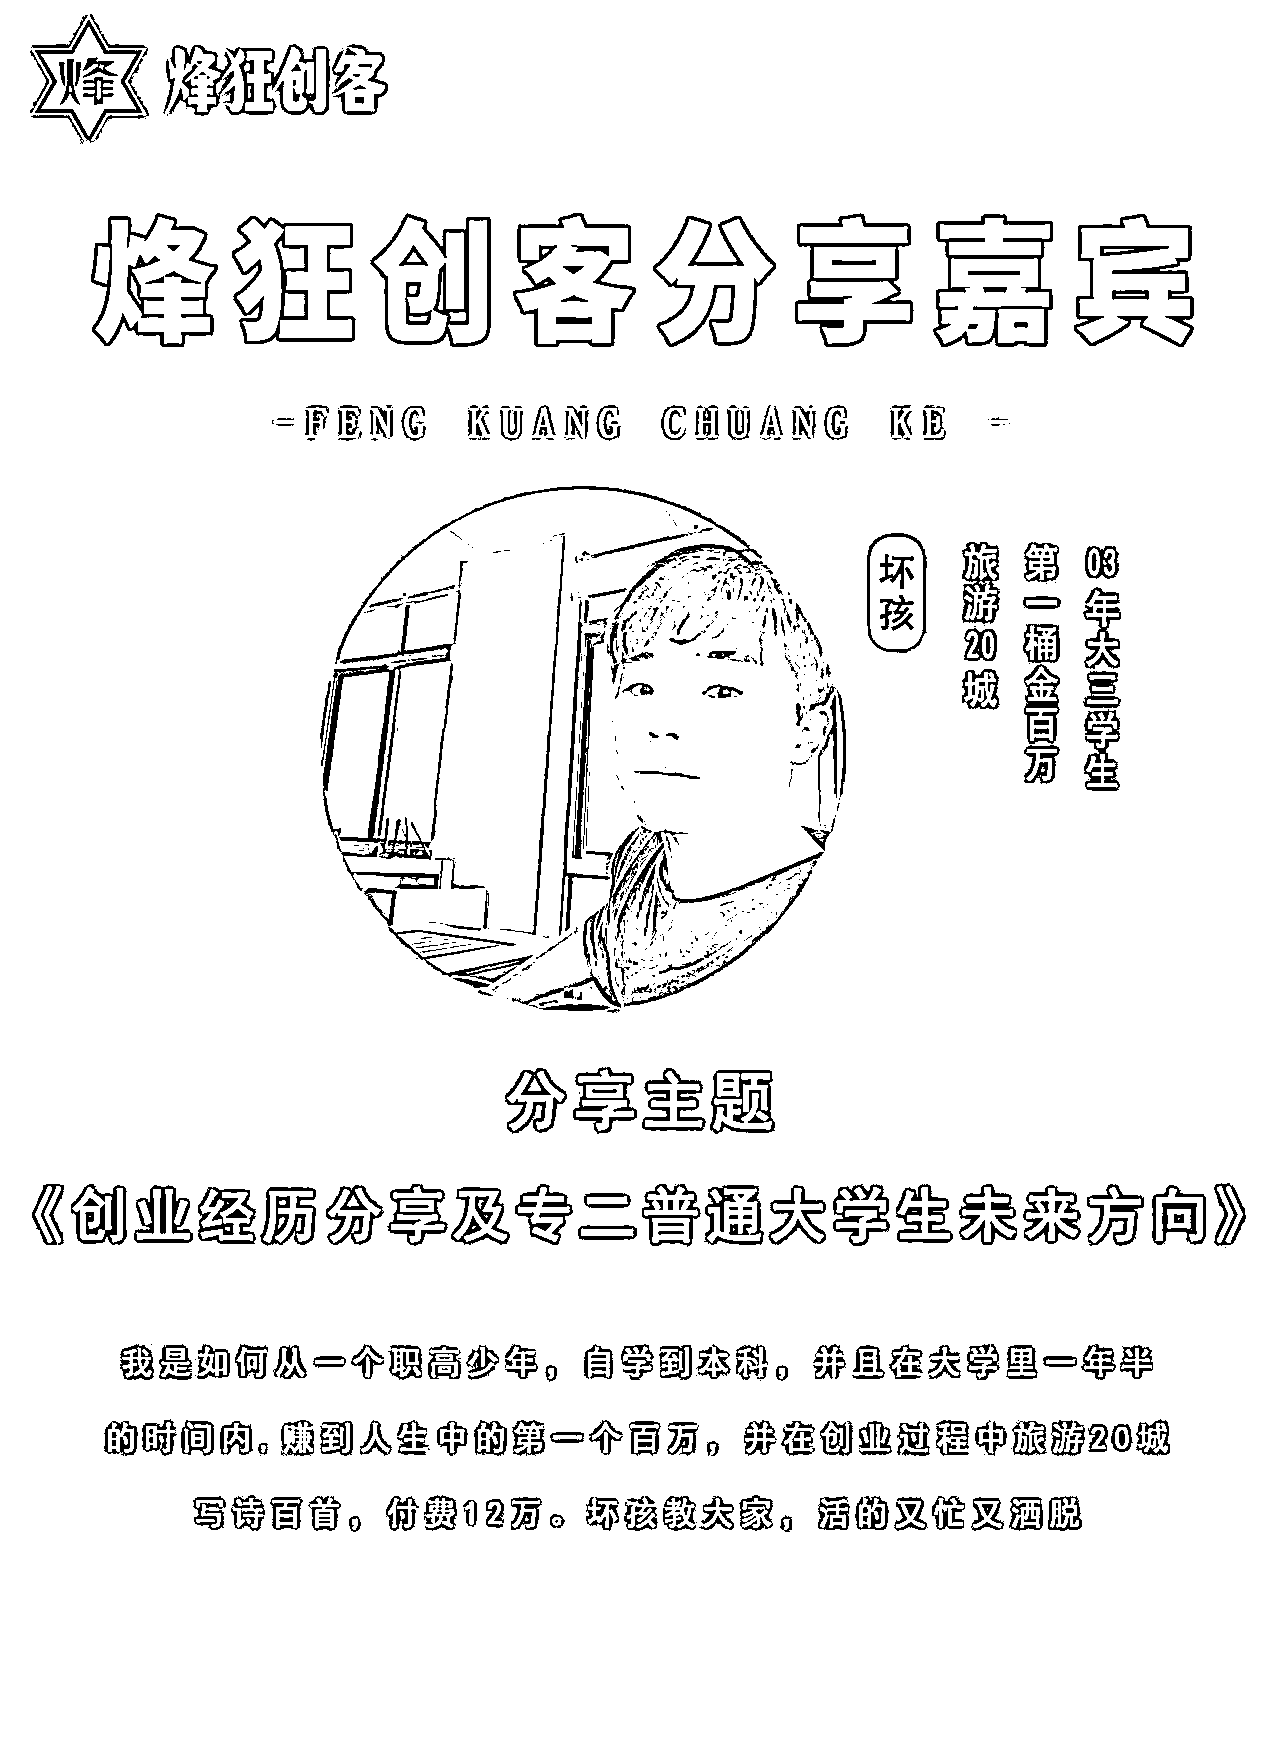 烽 烽狂创客
烽狂创客分享嘉宾
-FENG KUANG CHUANG KE -
坏孩
03年大三学生
第一桶金百万
旅游20城
分享主题
《创业经历分享及专二普通大学生未来方向》
我是如何从一个职高少年，自学到本科，并且在大学里一年半
的时间内。赚到人生中的第一个百万，并在创业过程中旅游20城
写诗百首，付费12万。坏孩教大家，活的又忙又洒脱